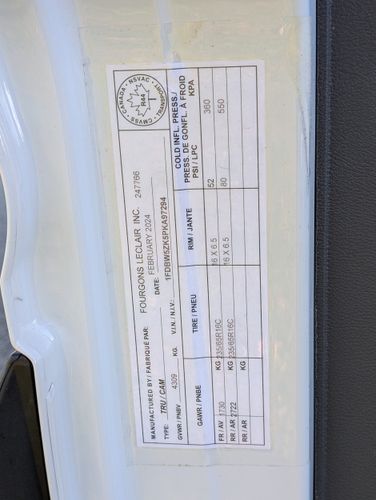 CANADA • NSVAC • TRANSPORT • CMVSS •
R44
MANUFACTURED BY / FABRIQUÉ PAR: FOURGONS LECLAIR INC. 247766
DATE: FEBRUARY 2024
TYPE: TRU / CAM
GVWR / PNBV 4309 KG. V.I.N. / N.I.V.: 1FDBW5ZK5PKA97294
GAWR / PNBE TIRE / PNEU RIM / JANTE COLD INFL. PRESS./ PRESS. DE GONFL. À FROID
PSI / LPC KPA
FR / AV 1730 KG 235/65R16C 16 X 6.5 52 360
RR / AR 2722 KG 235/65R16C 16 X 6.5 80 550
RR / AR KG